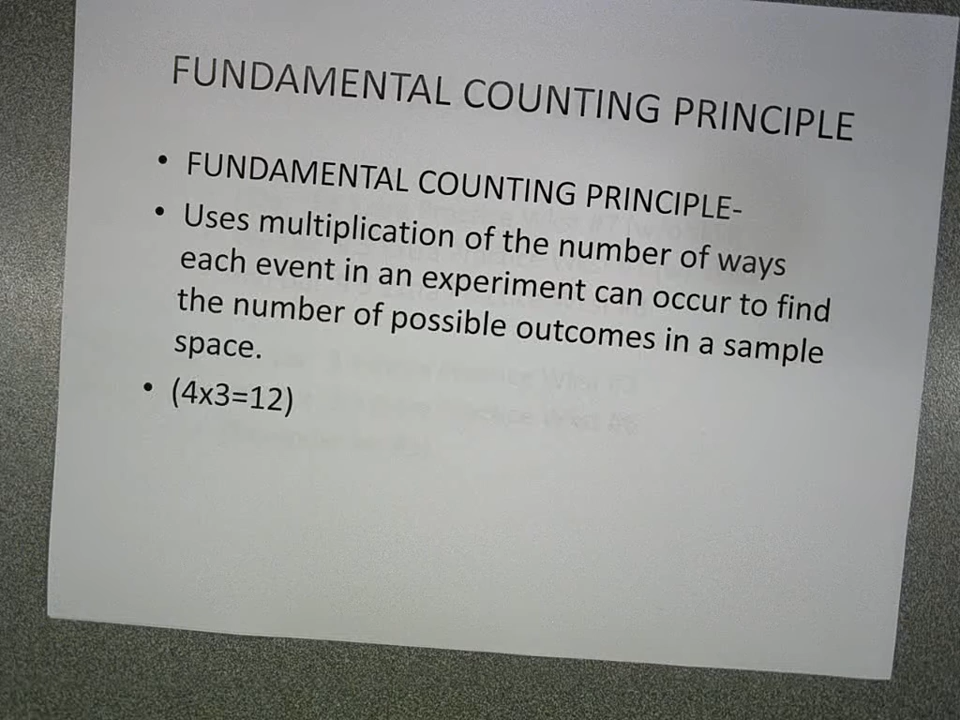 FUNDAMENTAL COUNTING PRINCIPLE
• FUNDAMENTAL COUNTING PRINCIPLE-
• Uses multiplication of the number of ways
each event in an experiment can occur to find
the number of possible outcomes in a sample
space.
• (4x3=12)